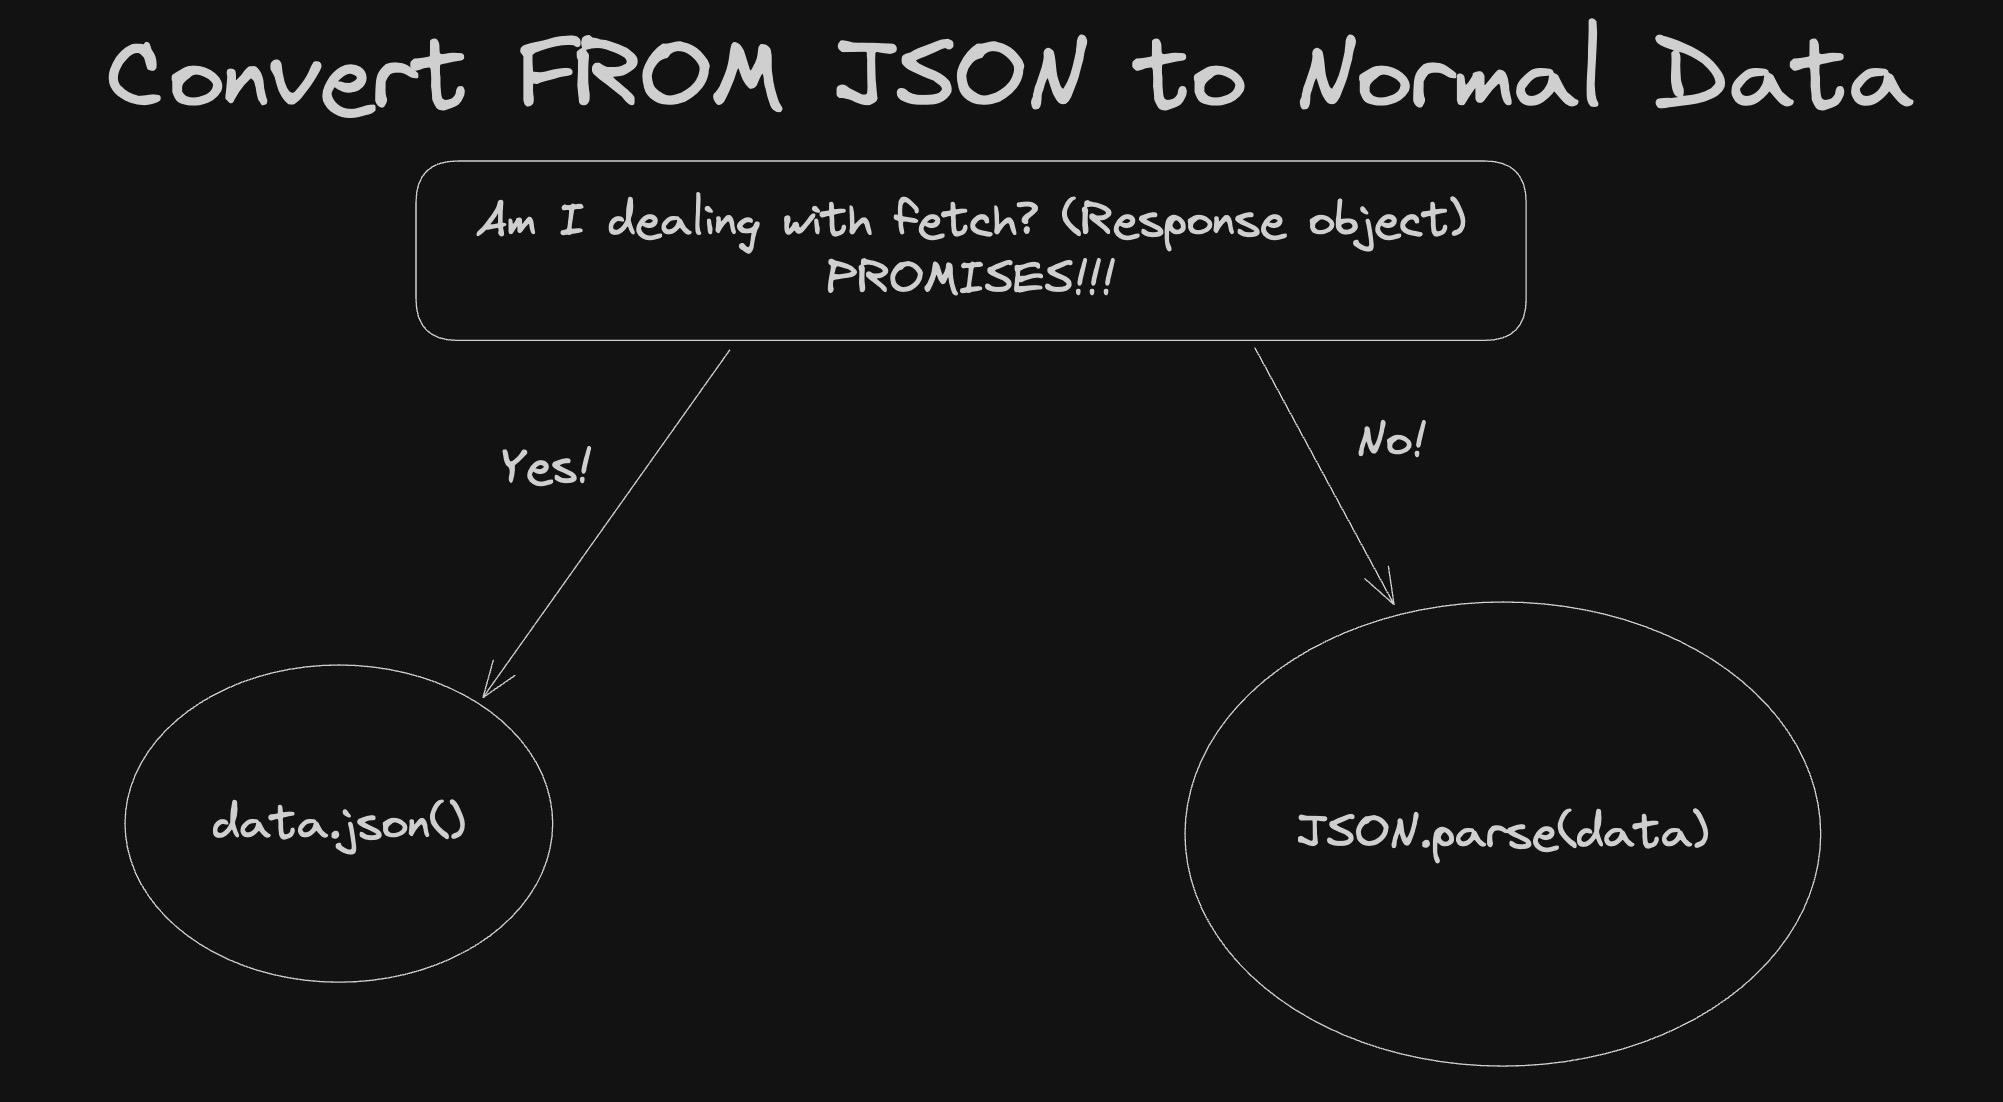 Convert FROM JSON to Normal Data
Am I dealing with fetch? (Response object)
PROMISES!!!
Yes!
No!
data.json()
JSON.parse(data)